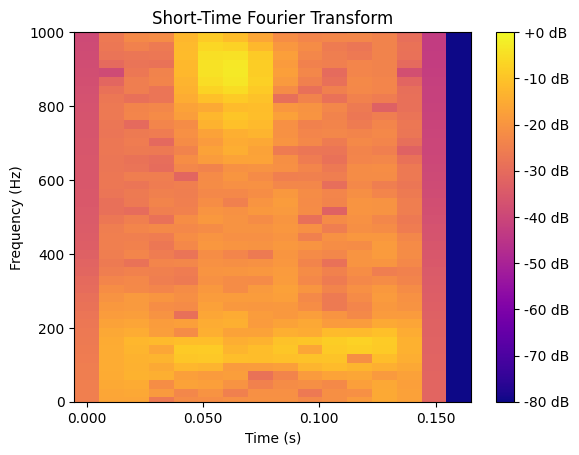 Short-Time Fourier Transform
Frequency (Hz)
1000
800
600
400
200
0
0.000
0.050
0.100
0.150
Time (s)
+0 dB
-10 dB
-20 dB
-30 dB
-40 dB
-50 dB
-60 dB
-70 dB
-80 dB